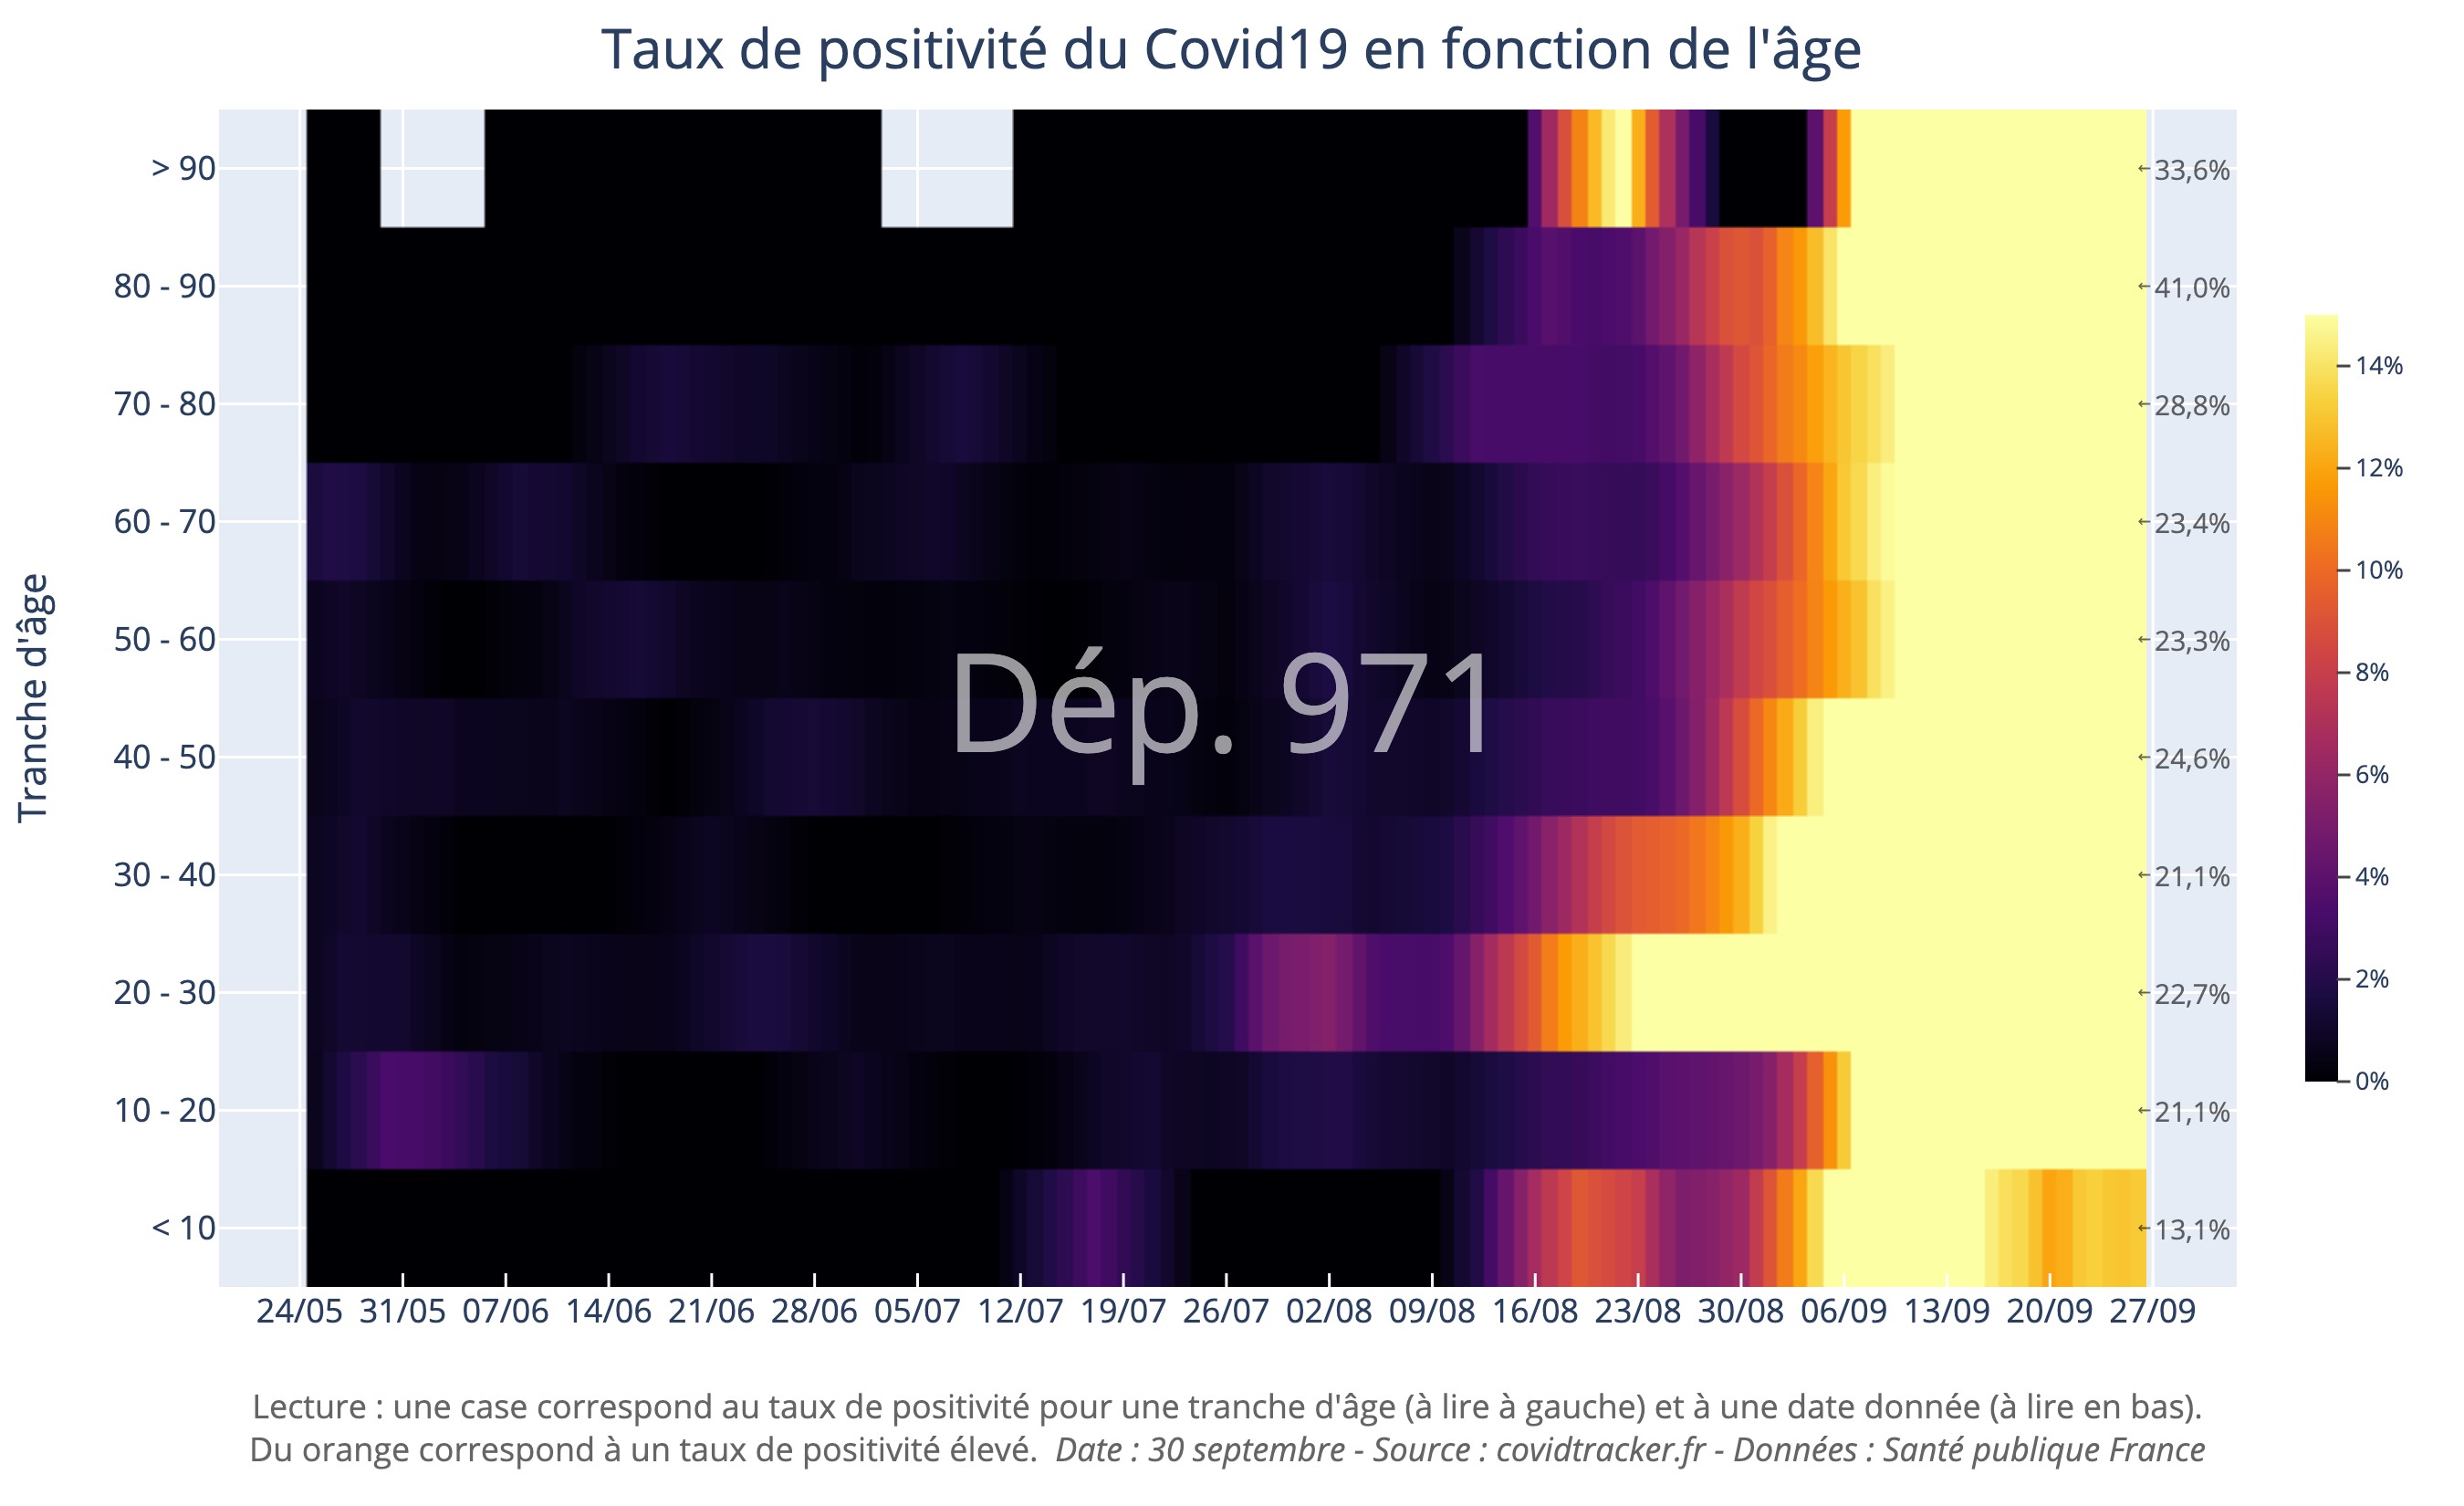 Taux de positivité du Covid19 en fonction de l'âge
Tranche d'âge
> 90
80 - 90
70 - 80
60 - 70
50 - 60
40 - 50
30 - 40
20 - 30
10 - 20
< 10
Dép. 971
←33,6%
←41,0%
←28,8%
←23,4%
←23,3%
←24,6%
←21,1%
←22,7%
←21,1%
←13,1%
14%
12%
10%
8%
6%
4%
2%
0%
24/05 31/05 07/06 14/06 21/06 28/06 05/07 12/07 19/07 26/07 02/08 09/08 16/08 23/08 30/08 06/09 13/09 20/09 27/09
Lecture : une case correspond au taux de positivité pour une tranche d'âge (à lire à gauche) et à une date donnée (à lire en bas).
Du orange correspond à un taux de positivité élevé. Date : 30 septembre - Source : covidtracker.fr - Données : Santé publique France